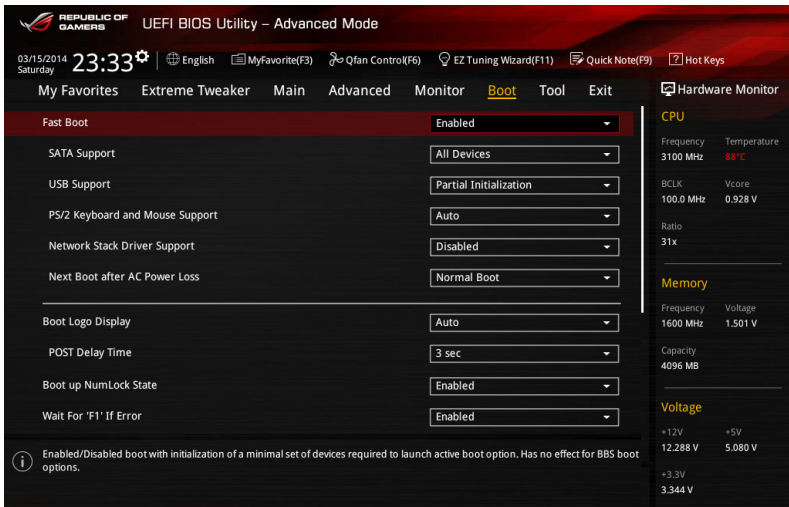 REPUBLIC OF
GAMERS
UEFI BIOS Utility – Advanced Mode
03/15/2014
Saturday
23:33
English
MyFavorite(F3)
Qfan Control(F6)
EZ Tuning Wizard(F11)
Quick Note(F9)
? Hot Keys
My Favorites Extreme Tweaker Main Advanced Monitor Boot Tool Exit
Fast Boot Enabled
SATA Support All Devices
USB Support Partial Initialization
PS/2 Keyboard and Mouse Support Auto
Network Stack Driver Support Disabled
Next Boot after AC Power Loss Normal Boot
Boot Logo Display Auto
POST Delay Time 3 sec
Boot up NumLock State Enabled
Wait For 'F1' If Error Enabled
i
Enabled/Disabled boot with initialization of a minimal set of devices required to launch active boot option. Has no effect for BBS boot
options.
Hardware Monitor
CPU
Frequency Temperature
3100 MHz 88°C
BCLK Vcore
100.0 MHz 0.928 V
Ratio
31x
Memory
Frequency Voltage
1600 MHz 1.501 V
Capacity
4096 MB
Voltage
+12V +5V
12.288 V 5.080 V
+3.3V
3.344 V